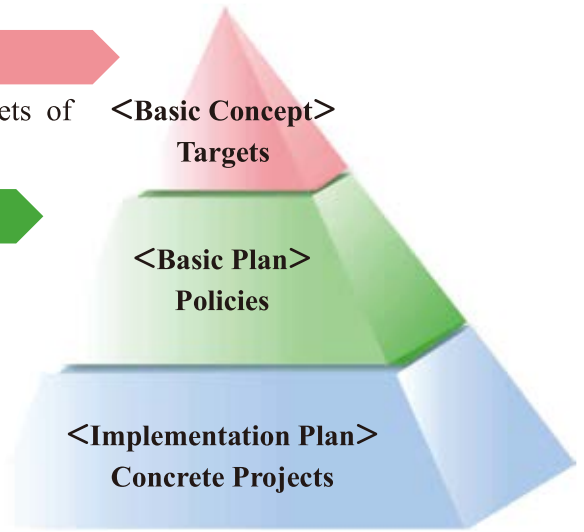 ets of
<Basic Concept>
Targets
<Basic Plan>
Policies
<Implementation Plan>
Concrete Projects